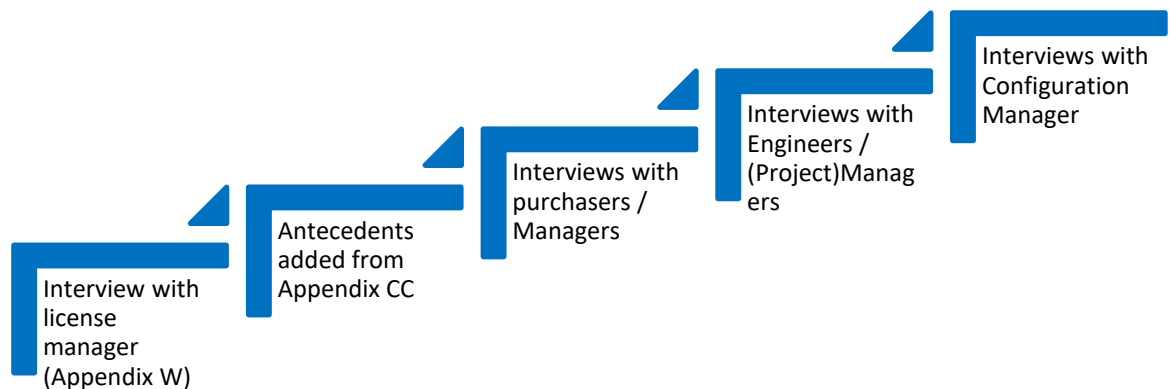 Interview with
license
manager
(Appendix W)
Antecedents
added from
Appendix CC
Interviews with
purchasers /
Managers
Interviews with
Engineers /
(Project)Manag
ers
Interviews with
Configuration
Manager